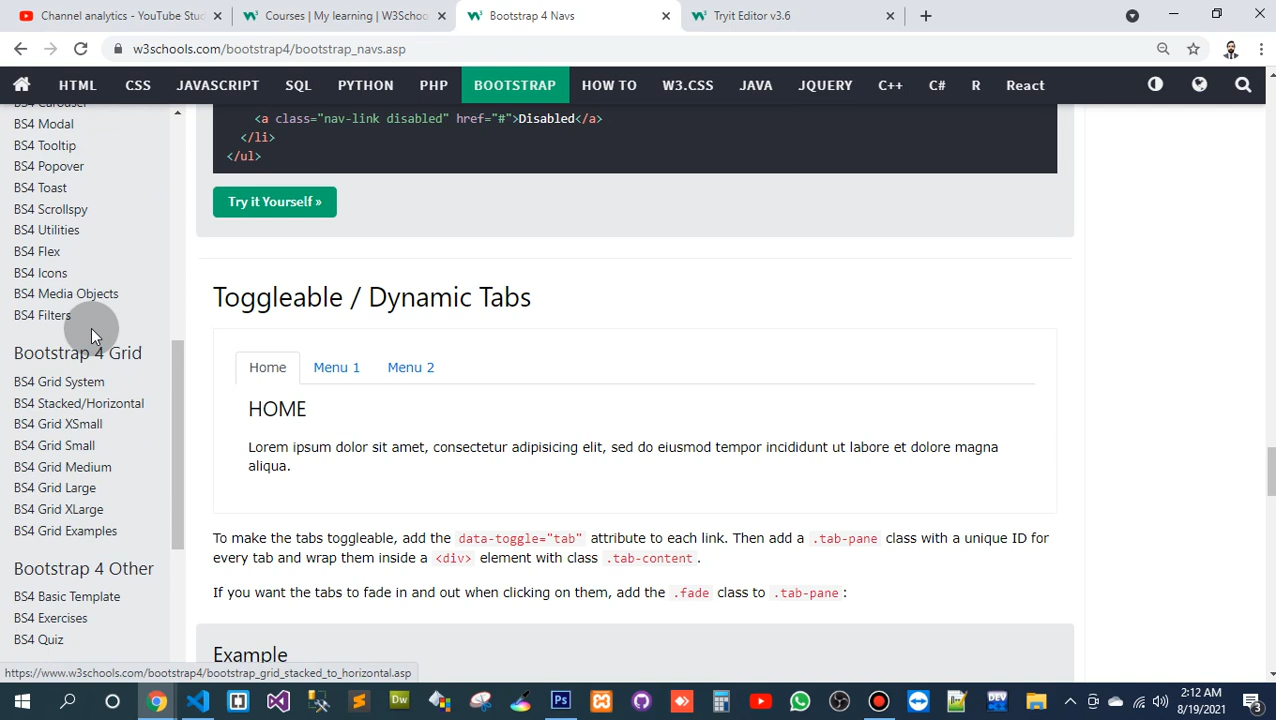 Channel analytics - YouTube Stu
Courses | My learning | W3Schoo
Bootstrap 4 Navs
Tryit Editor v3.6
w3schools.com/bootstrap4/bootstrap_navs.asp
HTML CSS JAVASCRIPT SQL PYTHON PHP BOOTSTRAP HOW TO W3.CSS JAVA JQUERY C++ C# R React
BS4 Carousel
BS4 Modal
BS4 Tooltip
BS4 Popover
BS4 Toast
BS4 Scrollspy
BS4 Utilities
BS4 Flex
BS4 Icons
BS4 Media Objects
BS4 Filters
Bootstrap 4 Grid
BS4 Grid System
BS4 Stacked/Horizontal
BS4 Grid XSmall
BS4 Grid Small
BS4 Grid Medium
BS4 Grid Large
BS4 Grid XLarge
BS4 Grid Examples
Bootstrap 4 Other
BS4 Basic Template
BS4 Exercises
BS4 Quiz
<a class="nav-link disabled" href="#">Disabled</a>
</li>
</ul>
Try it Yourself »
Toggleable / Dynamic Tabs
Home Menu 1 Menu 2
HOME
Lorem ipsum dolor sit amet, consectetur adipisicing elit, sed do eiusmod tempor incididunt ut labore et dolore magna
aliqua.
To make the tabs toggleable, add the data-toggle="tab" attribute to each link. Then add a .tab-pane class with a unique ID for
every tab and wrap them inside a <div> element with class .tab-content.
If you want the tabs to fade in and out when clicking on them, add the .fade class to .tab-pane:
Example
https://www.w3schools.com/bootstrap4/bootstrap_grid_stacked_to_horizontal.asp
Dw
Ps
DEV
2:12 AM
8/19/2021
3